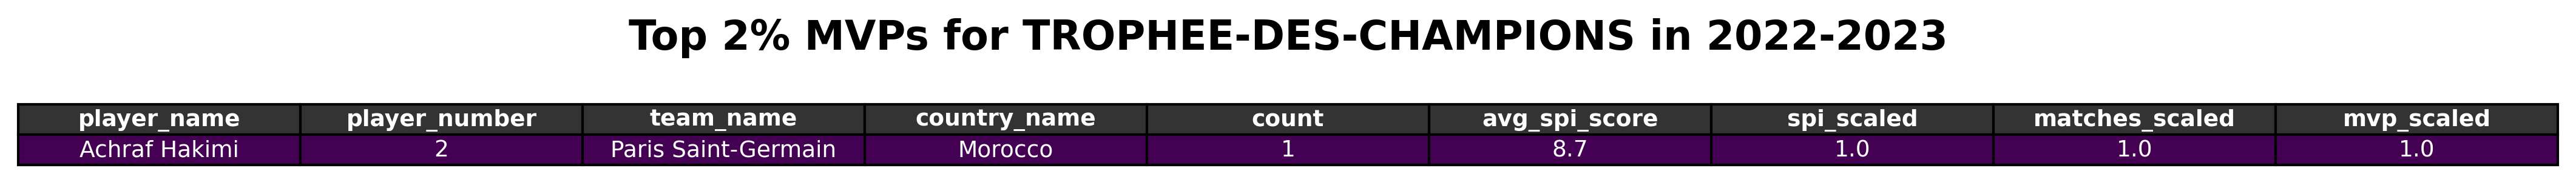 Top 2% MVPs for TROPHEE-DES-CHAMPIONS in 2022-2023
player_name player_number team_name country_name count avg_spi_score spi_scaled matches_scaled mvp_scaled
Achraf Hakimi 2 Paris Saint-Germain Morocco 1 8.7 1.0 1.0 1.0